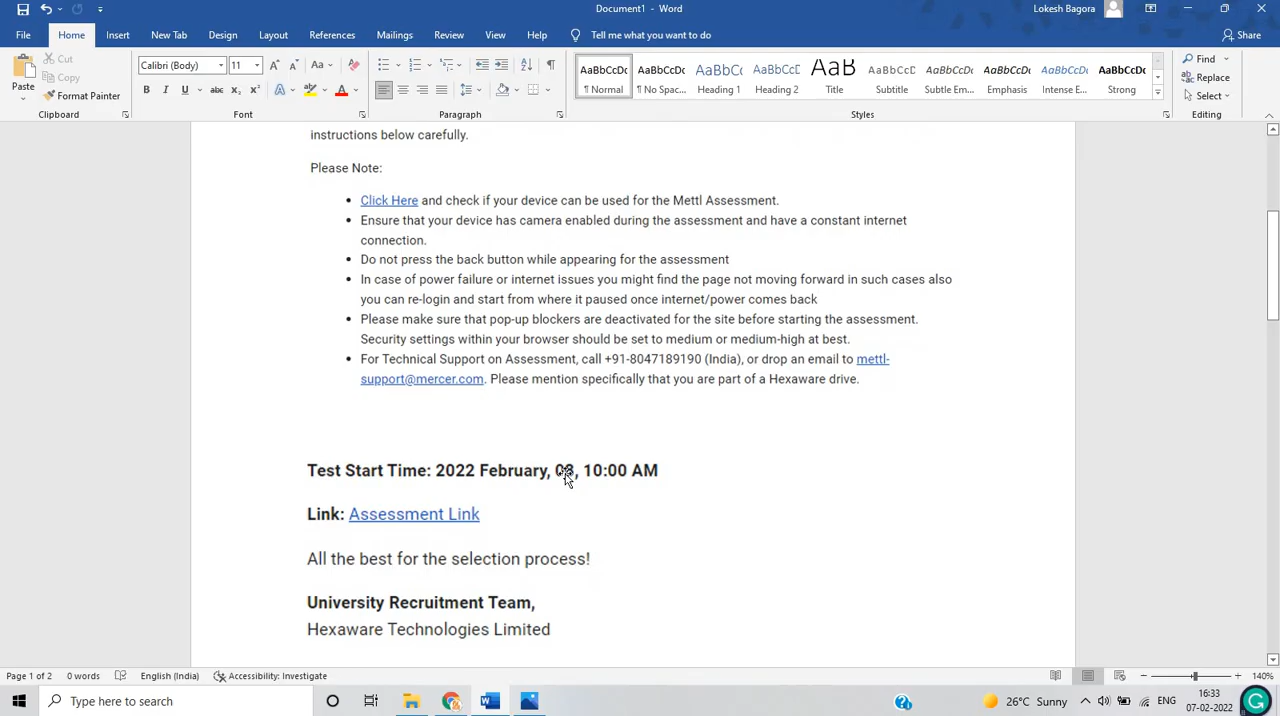 Document1 - Word
Lokesh Bagora
File Home Insert New Tab Design Layout References Mailings Review View Help Tell me what you want to do Share
Paste Cut Copy Format Painter
Clipboard
Calibri (Body) 11
Font
Paragraph
AaBbCcDc AaBbCcDc AaBbCc AaBbCcD AaB AaBbCcD AaBbCcDc AaBbCcDc AaBbCcDc AaBbCcDc
¶ Normal ¶ No Spac... Heading 1 Heading 2 Title Subtitle Subtle Em... Emphasis Intense E... Strong
Styles
Find
Replace
Select
Editing
instructions below carefully.
Please Note:
• Click Here and check if your device can be used for the Mettl Assessment.
• Ensure that your device has camera enabled during the assessment and have a constant internet
connection.
• Do not press the back button while appearing for the assessment
• In case of power failure or internet issues you might find the page not moving forward in such cases also
you can re-login and start from where it paused once internet/power comes back
• Please make sure that pop-up blockers are deactivated for the site before starting the assessment.
Security settings within your browser should be set to medium or medium-high at best.
• For Technical Support on Assessment, call +91-8047189190 (India), or drop an email to mettl-
support@mercer.com. Please mention specifically that you are part of a Hexaware drive.
Test Start Time: 2022 February, 10:00 AM
Link: Assessment Link
All the best for the selection process!
University Recruitment Team,
Hexaware Technologies Limited
Page 1 of 2 0 words English (India) Accessibility: Investigate 140%
Type here to search
26°C Sunny ENG 16:33
07-02-2022